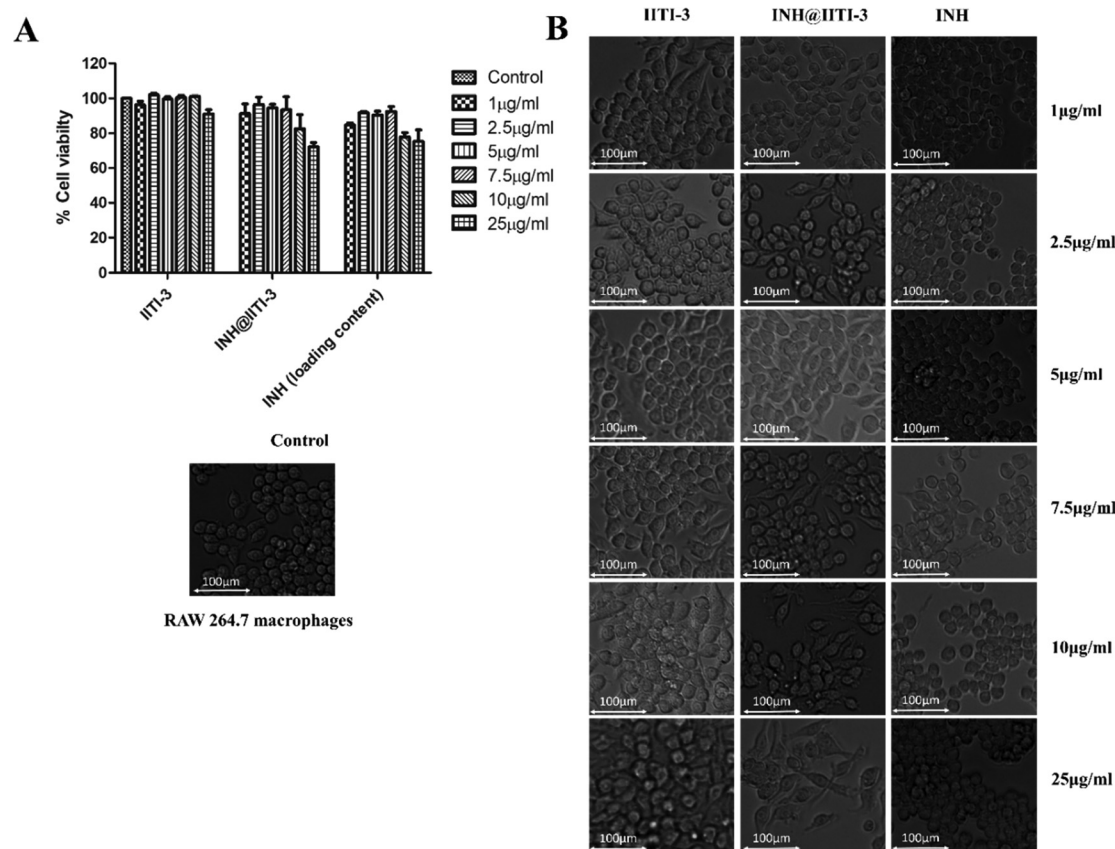 A
120
100
80
60
40
20
0
% Cell viabilty
IITI-3
INH@IITI-3
INH (loading content)
Control
1µg/ml
2.5µg/ml
5µg/ml
7.5µg/ml
10µg/ml
25µg/ml
Control
100µm
RAW 264.7 macrophages
B
IITI-3 INH@IITI-3 INH
100µm 100µm 100µm 1µg/ml
100µm 100µm 100µm 2.5µg/ml
100µm 100µm 100µm 5µg/ml
100µm 100µm 100µm 7.5µg/ml
100µm 100µm 100µm 10µg/ml
100µm 100µm 100µm 25µg/ml